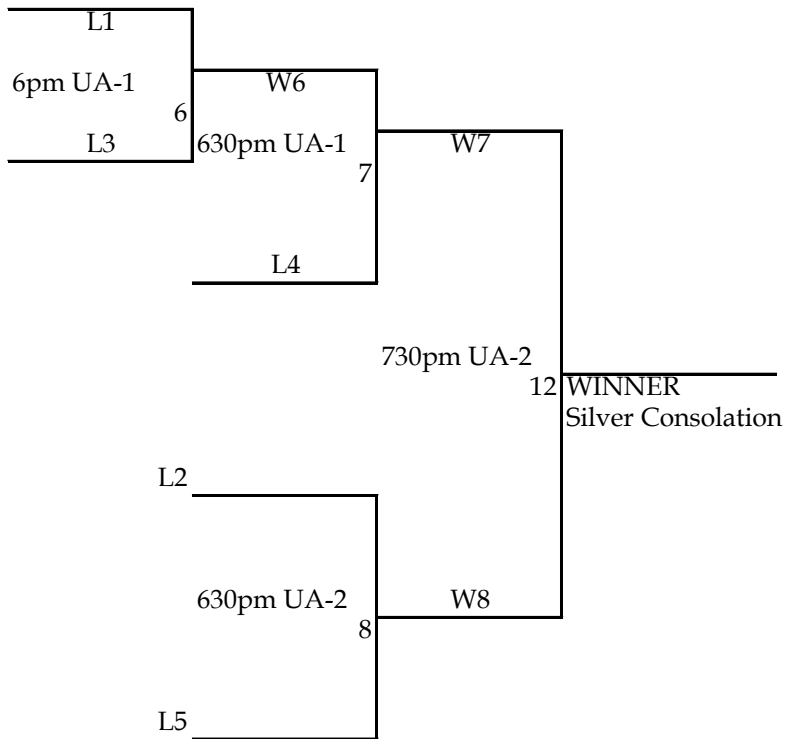 L1
6pm UA-1
W6
6
L3
630pm UA-1
W7
7
L4
730pm UA-2
12
WINNER
Silver Consolation
L2
630pm UA-2
W8
8
L5